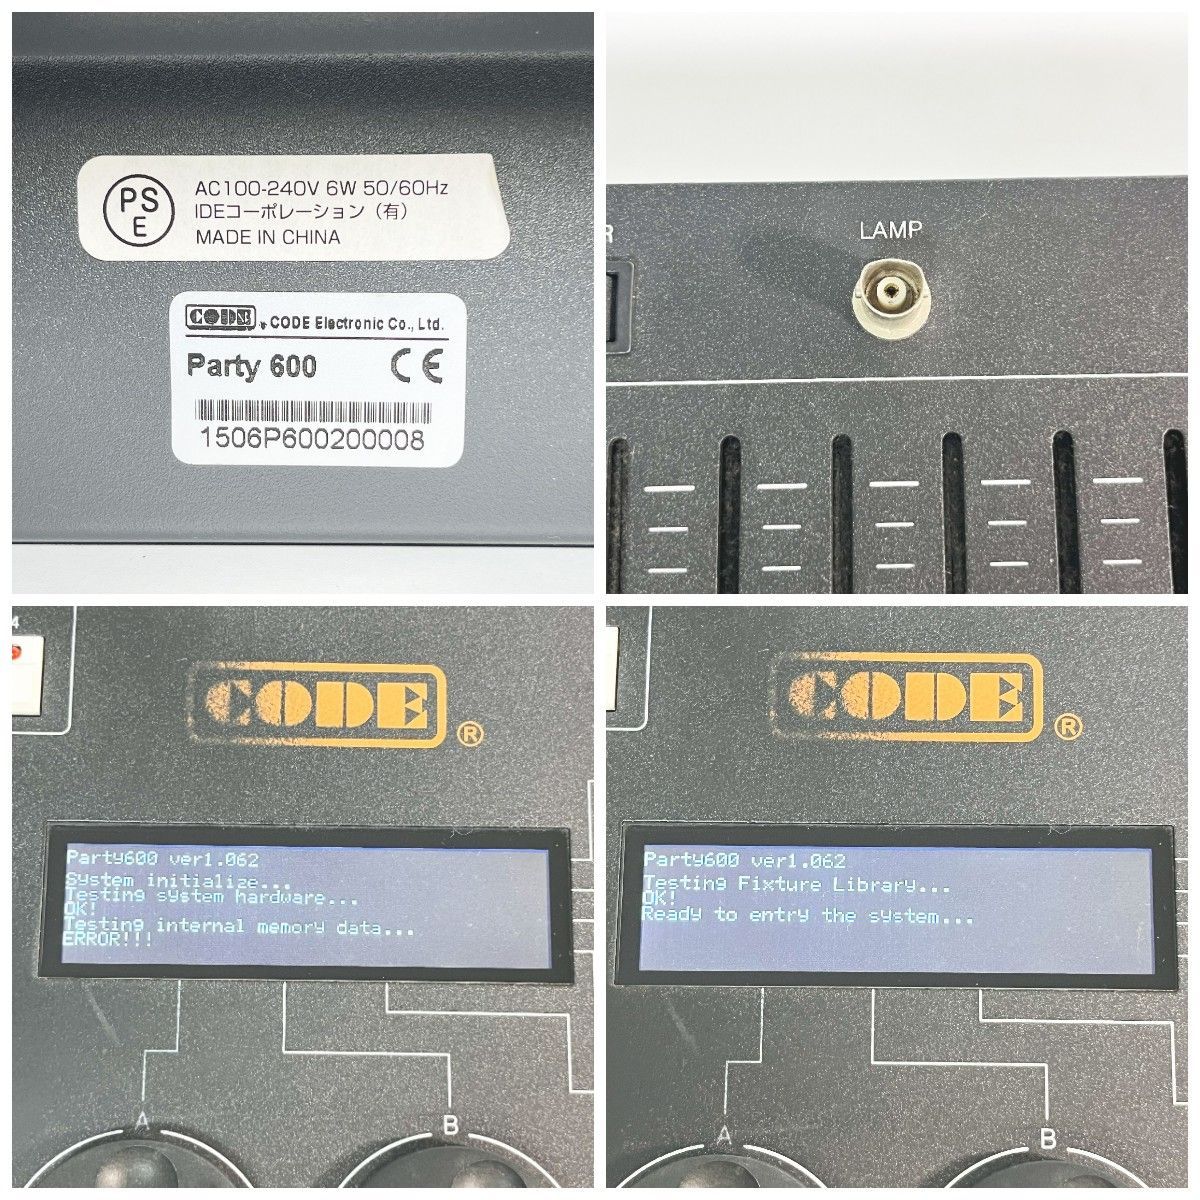 PS
E
AC100-240V 6W 50/60Hz
IDEコーポレーション（有）
MADE IN CHINA
CODE ® CODE Electronic Co., Ltd.
Party 600 CE
1506P600200008
R
LAMP
4
CODE ®
Party600 ver1.062
System initialize...
Testing system hardware...
OK!
Testing internal memory data...
ERROR!!!
A
B
CODE ®
Party600 ver1.062
Testing Fixture Library...
OK!
Ready to entry the system...
A
B